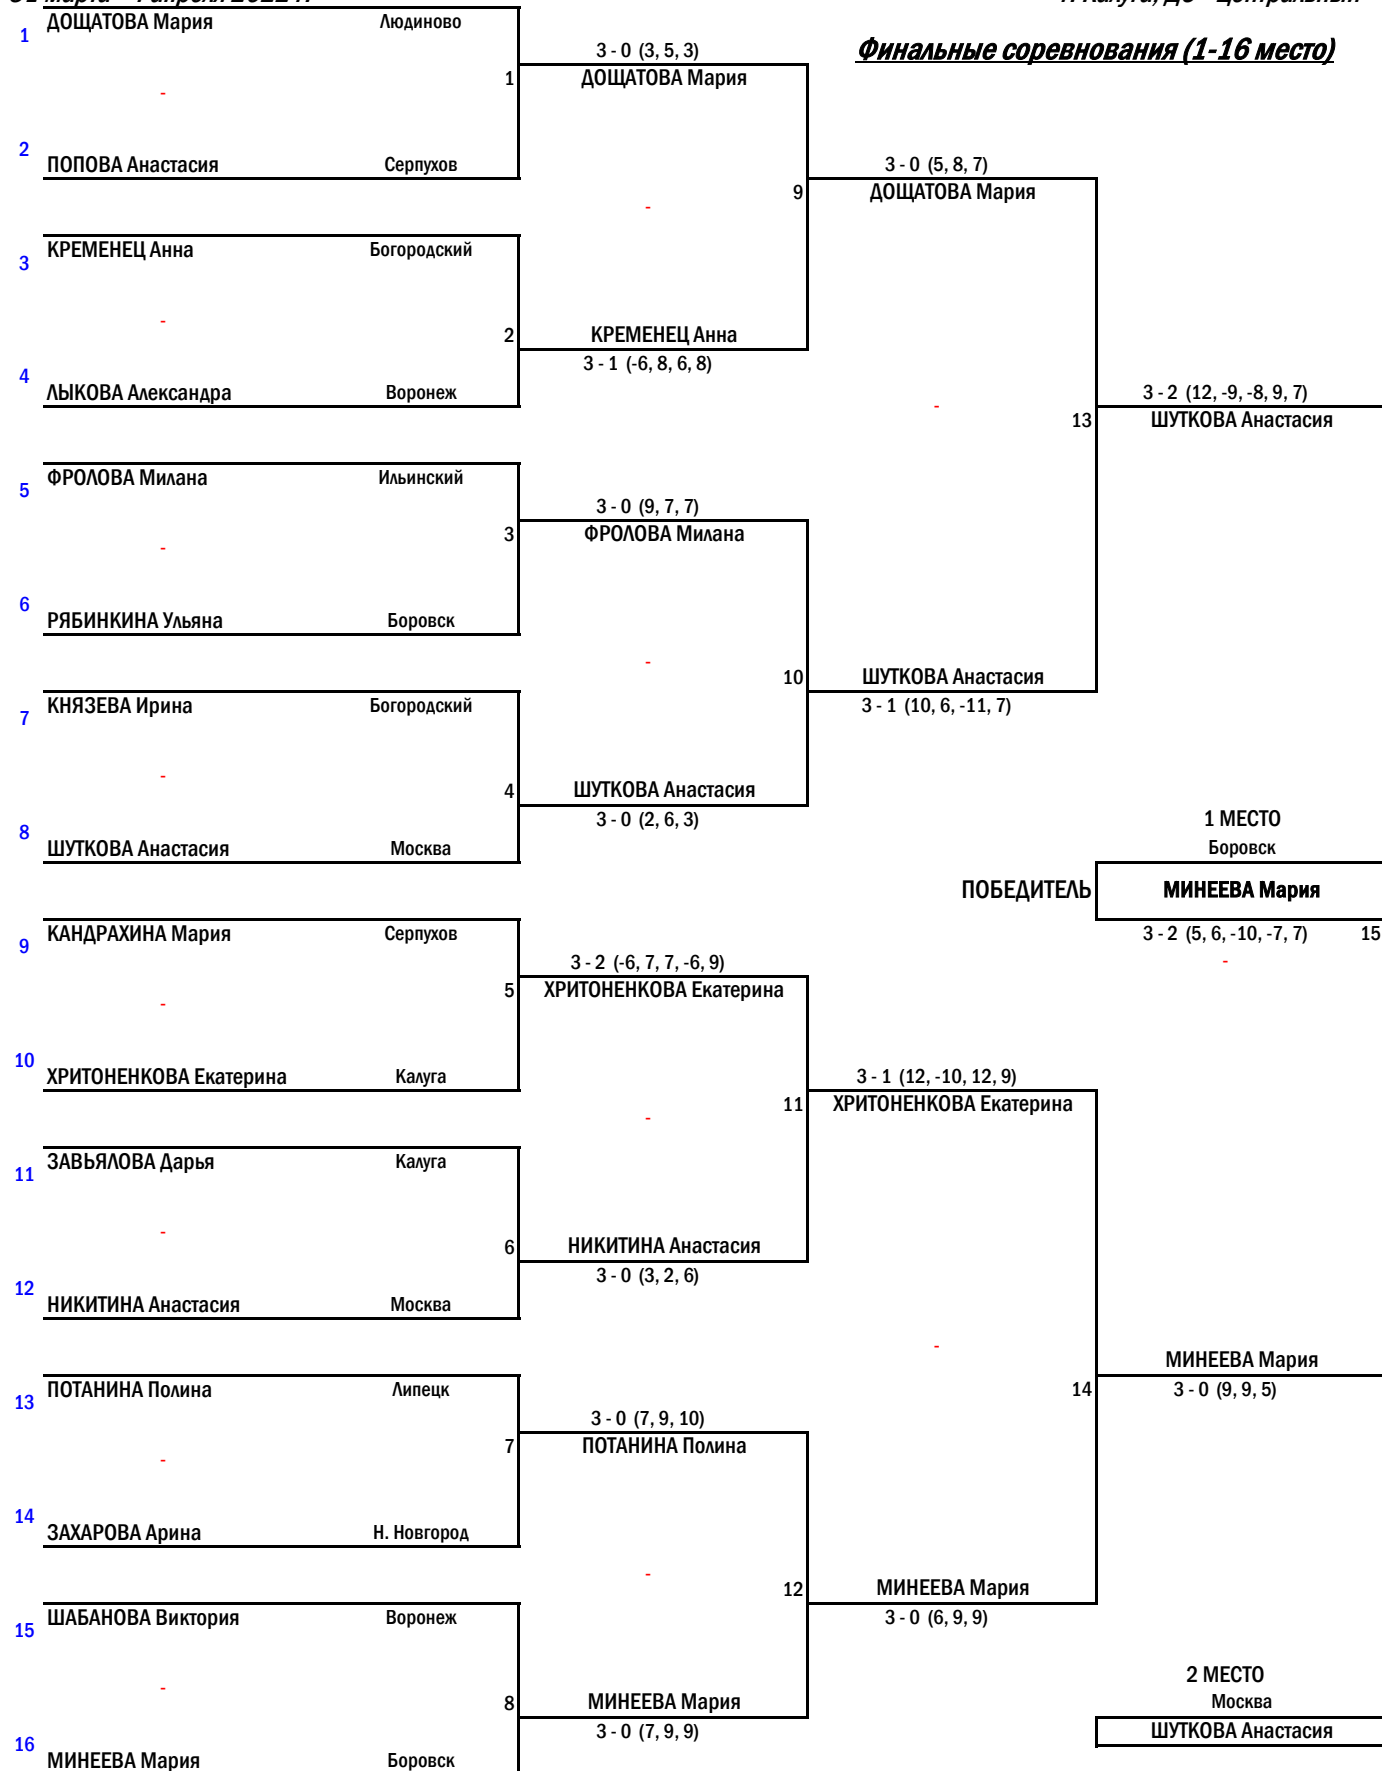 1 ДОЩАТОВА Мария Людиново
3 - 0 (3, 5, 3)
Финальные соревнования (1-16 место)
1 ДОЩАТОВА Мария
-
2 ПОПОВА Анастасия Серпухов
3 - 0 (5, 8, 7)
9 ДОЩАТОВА Мария
-
3 КРЕМЕНЕЦ Анна Богородский
-
2 КРЕМЕНЕЦ Анна
3 - 1 (-6, 8, 6, 8)
4 ЛЫКОВА Александра Воронеж
3 - 2 (12, -9, -8, 9, 7)
-
13 ШУТКОВА Анастасия
5 ФРОЛОВА Милана Ильинский
3 - 0 (9, 7, 7)
3 ФРОЛОВА Милана
-
6 РЯБИНКИНА Ульяна Боровск
-
10 ШУТКОВА Анастасия
3 - 1 (10, 6, -11, 7)
7 КНЯЗЕВА Ирина Богородский
-
4 ШУТКОВА Анастасия
3 - 0 (2, 6, 3)
1 МЕСТО
8 ШУТКОВА Анастасия Москва
Боровск
ПОБЕДИТЕЛЬ МИНЕЕВА Мария
3 - 2 (5, 6, -10, -7, 7) 15
-
9 КАНДРАХИНА Мария Серпухов
3 - 2 (-6, 7, 7, -6, 9)
5 ХРИТОНЕНКОВА Екатерина
-
10 ХРИТОНЕНКОВА Екатерина Калуга
3 - 1 (12, -10, 12, 9)
11 ХРИТОНЕНКОВА Екатерина
-
11 ЗАВЬЯЛОВА Дарья Калуга
-
6 НИКИТИНА Анастасия
3 - 0 (3, 2, 6)
12 НИКИТИНА Анастасия Москва
-
МИНЕЕВА Мария
14 3 - 0 (9, 9, 5)
13 ПОТАНИНА Полина Липецк
3 - 0 (7, 9, 10)
7 ПОТАНИНА Полина
-
14 ЗАХАРОВА Арина Н. Новгород
-
12 МИНЕЕВА Мария
3 - 0 (6, 9, 9)
15 ШАБАНОВА Виктория Воронеж
-
2 МЕСТО
8 МИНЕЕВА Мария
Москва
3 - 0 (7, 9, 9)
ШУТКОВА Анастасия
16 МИНЕЕВА Мария Боровск